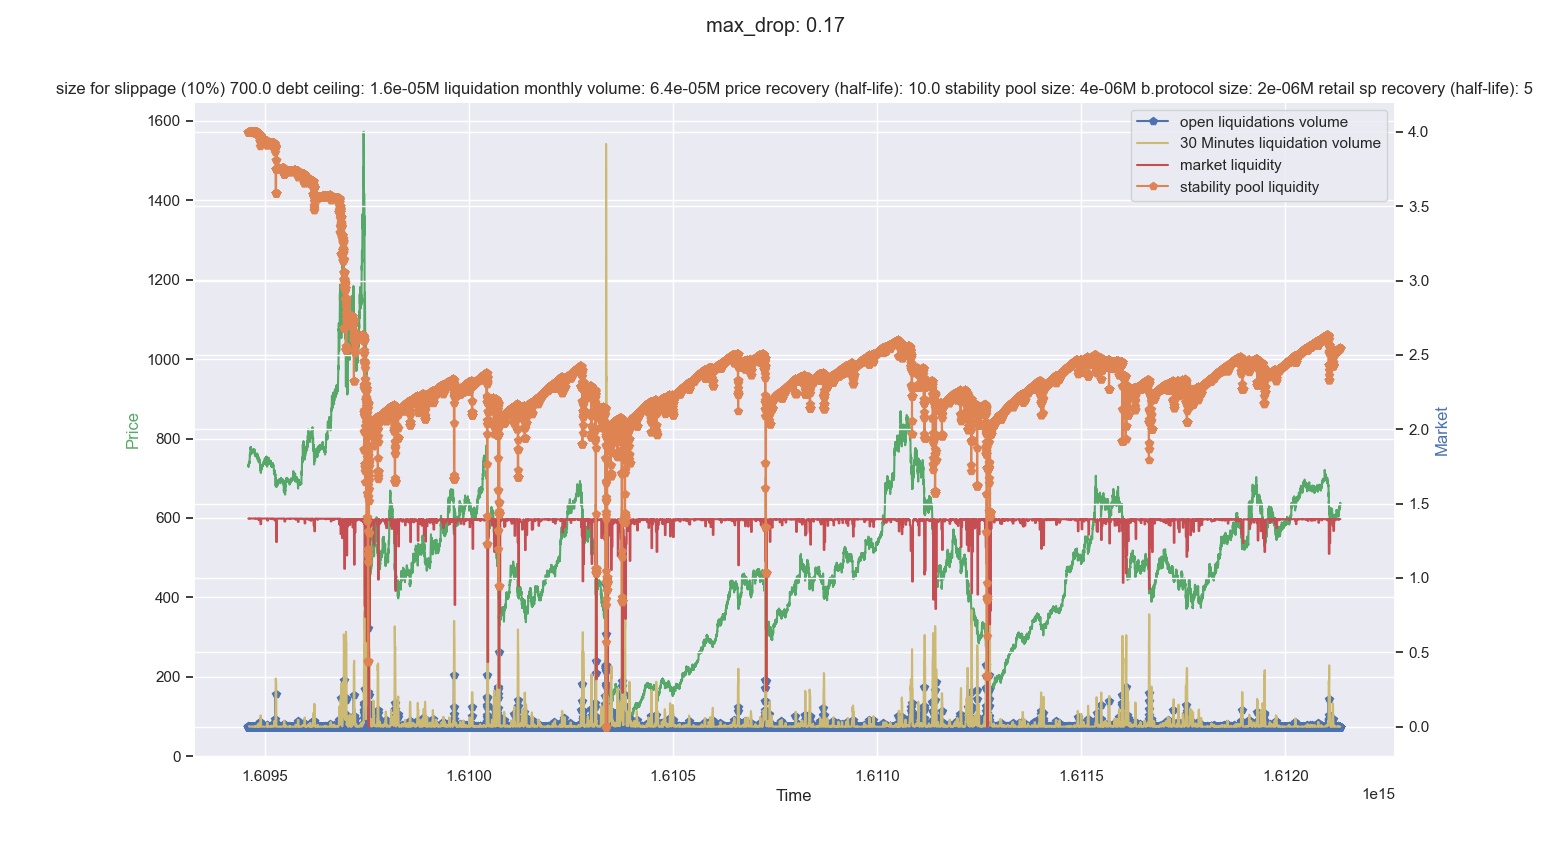 max_drop: 0.17
size for slippage (10%) 700.0 debt ceiling: 1.6e-05M liquidation monthly volume: 6.4e-05M price recovery (half-life): 10.0 stability pool size: 4e-06M b.protocol size: 2e-06M retail sp recovery (half-life): 5
open liquidations volume
30 Minutes liquidation volume
market liquidity
stability pool liquidity
1600
1400
1200
1000
800
600
400
200
0
Price
4.0
3.5
3.0
2.5
2.0
1.5
1.0
0.5
0.0
Market
1.6095 1.6100 1.6105 1.6110 1.6115 1.6120
Time
1e15